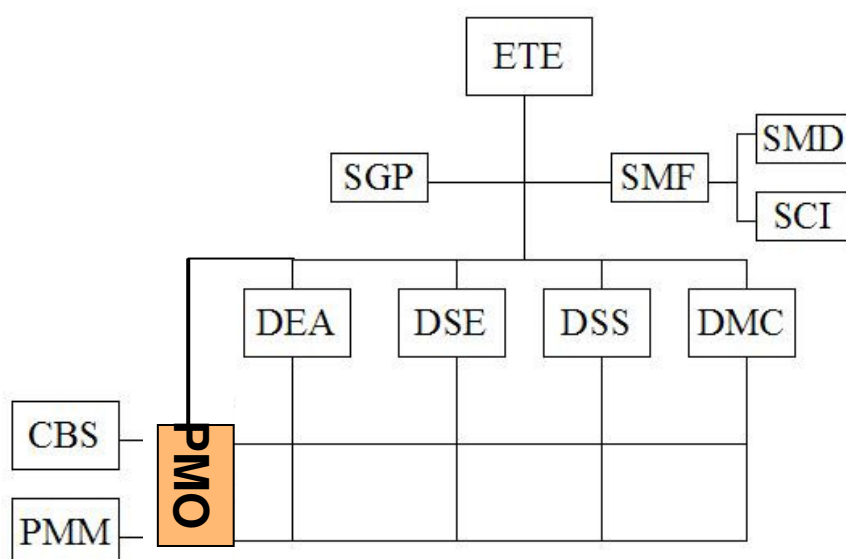 ETE
SMD
SGP
SMF
SCI
DEA
DSE
DSS
DMC
CBS
PMO
PMM